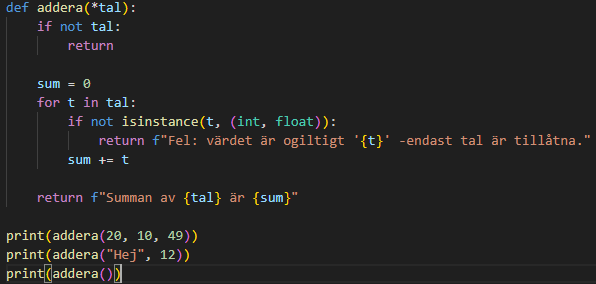 def addera(*tal):
    if not tal:
        return

    sum = 0
    for t in tal:
        if not isinstance(t, (int, float)):
            return f"Fel: värdet är ogiltigt '{t}' -endast tal är tillåtna."
        sum += t

    return f"Summan av {tal} är {sum}"

print(addera(20, 10, 49))
print(addera("Hej", 12))
print(addera())